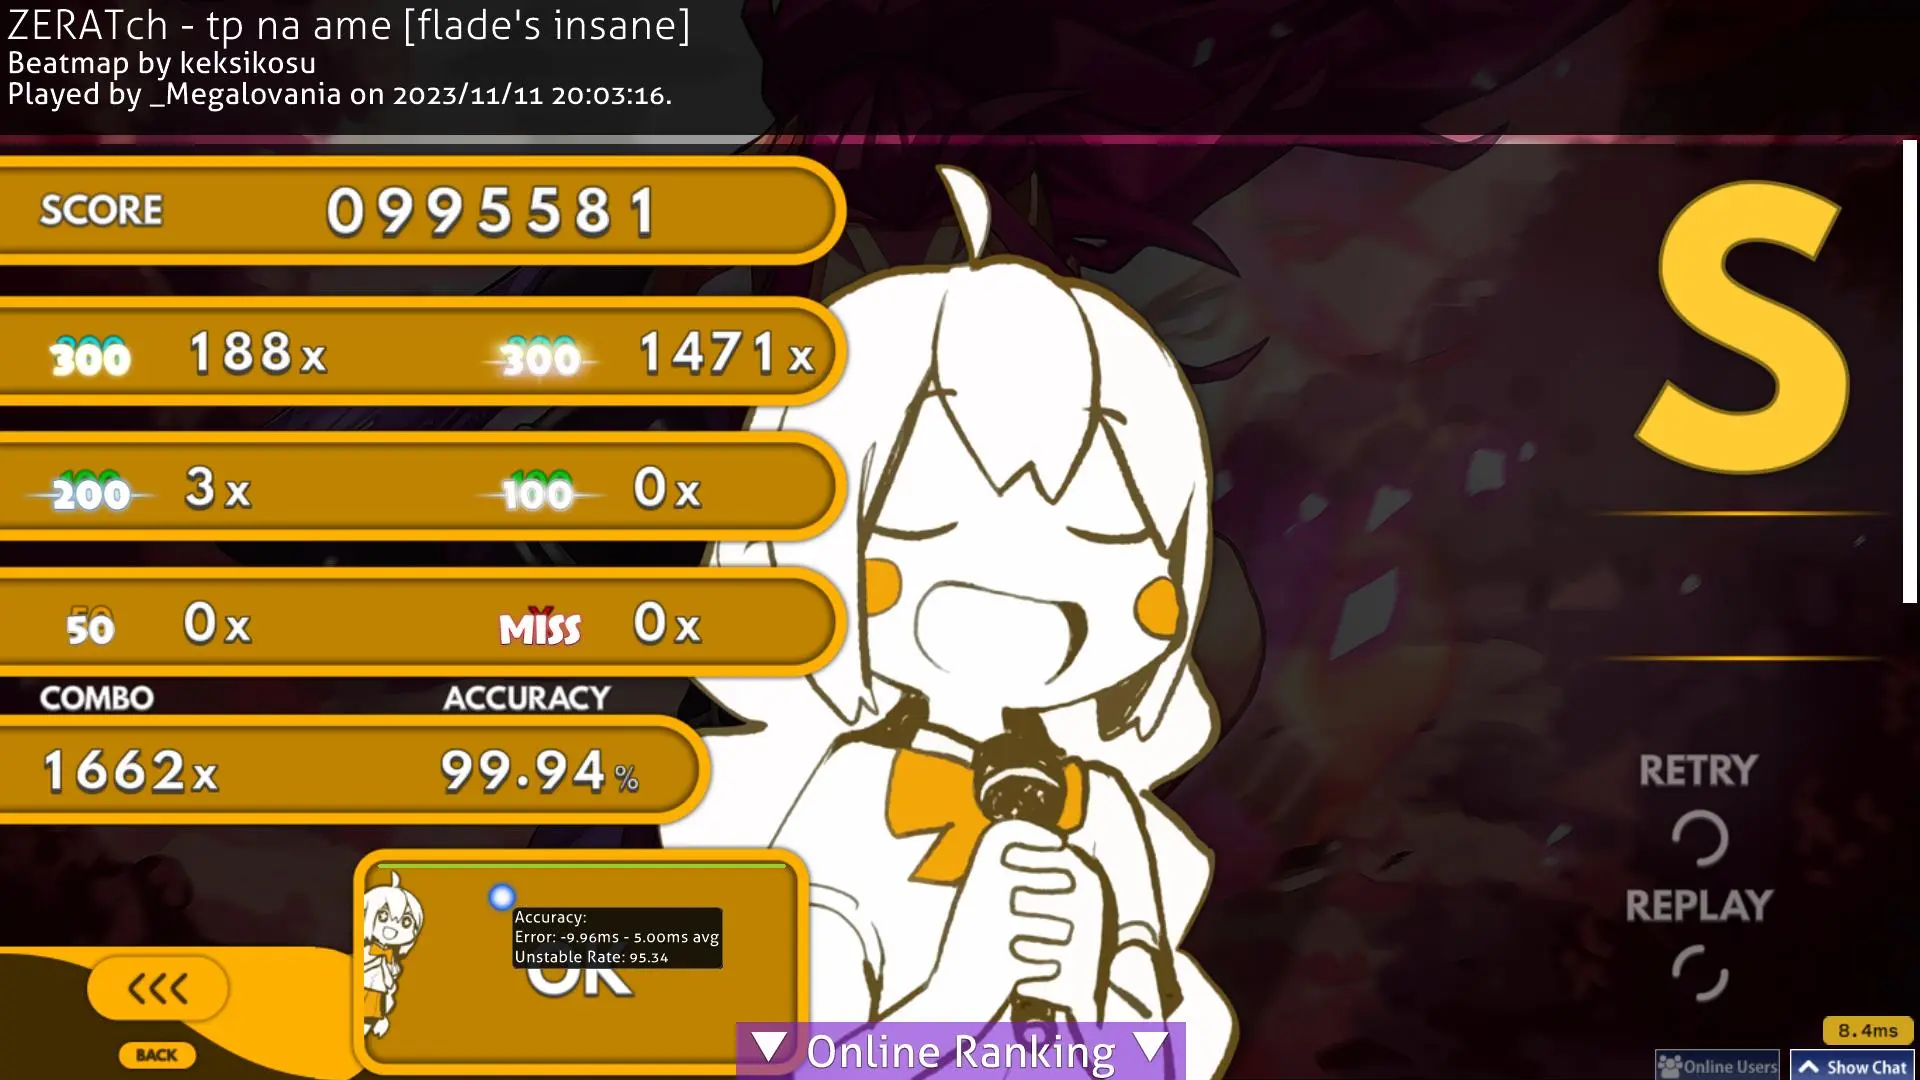 ZERATch - tp na ame [flade's insane]
Beatmap by keksikosu
Played by _Megalovania on 2023/11/11 20:03:16.
SCORE 0995581
300 188x 300 1471x
200 3x 100 0x
50 0x MISS 0x
COMBO ACCURACY
1662x 99.94%
RETRY
REPLAY
Accuracy:
Error: -9.96ms - 5.00ms avg
Unstable Rate: 95.34
OK
<<<
BACK
Online Ranking
8.4ms
Online Users
Show Chat